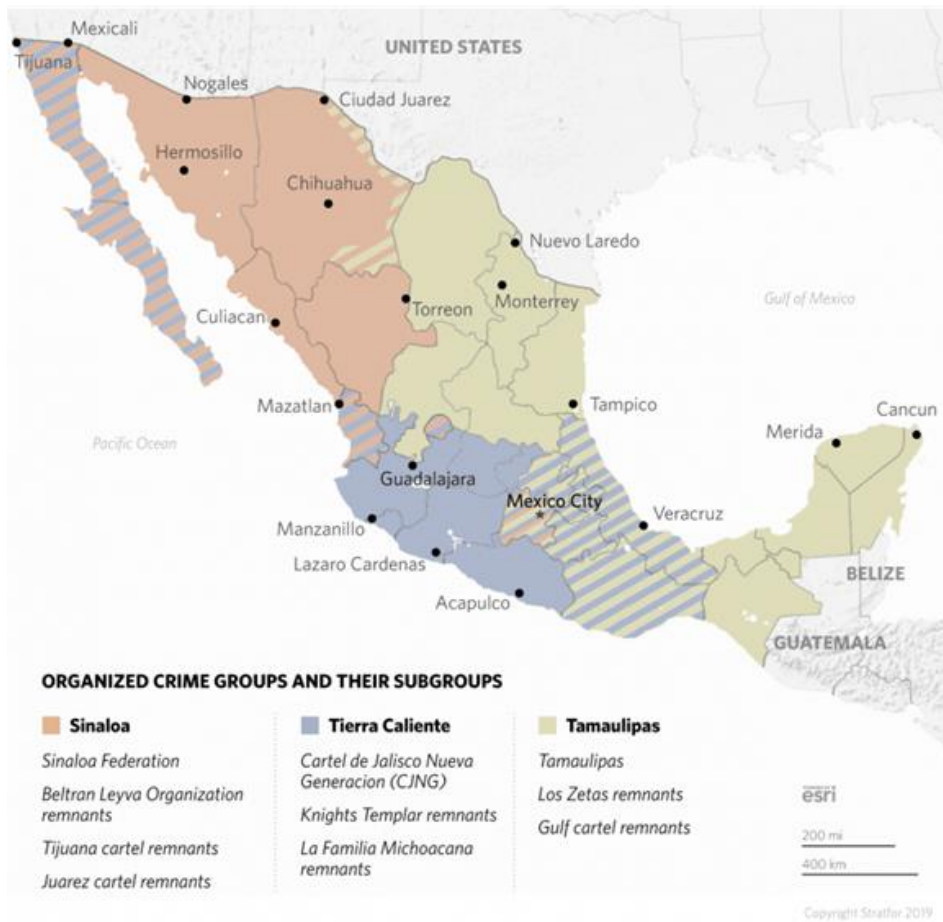 Mexicali
UNITED STATES
Tijuana
Nogales
Ciudad Juarez
Hermosillo
Chihuahua
Nuevo Laredo
Monterrey
Torreon
Gulf of Mexico
Culiacan
Mazatlan
Tampico
Cancun
Merida
Pacific Ocean
Guadalajara
Mexico City
Veracruz
Manzanillo
Lazaro Cardenas
BELIZE
Acapulco
GUATEMALA
ORGANIZED CRIME GROUPS AND THEIR SUBGROUPS
Sinaloa
Sinaloa Federation
Beltran Leyva Organization
remnants
Tijuana cartel remnants
Juarez cartel remnants
Tierra Caliente
Cartel de Jalisco Nueva
Generacion (CJNG)
Knights Templar remnants
La Familia Michoacana
remnants
Tamaulipas
Tamaulipas
Los Zetas remnants
Gulf cartel remnants
esri
200 mi
400 km
Copyright Stratfor 2019